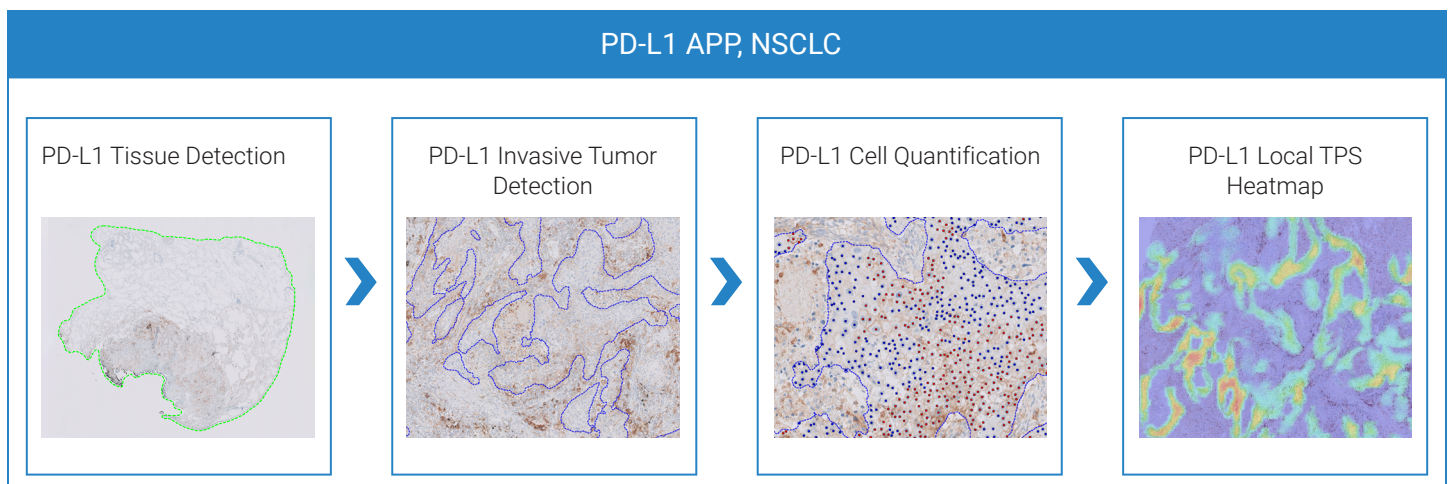 PD-L1 APP, NSCLC
PD-L1 Tissue Detection
PD-L1 Invasive Tumor
Detection
PD-L1 Cell Quantification
PD-L1 Local TPS
Heatmap